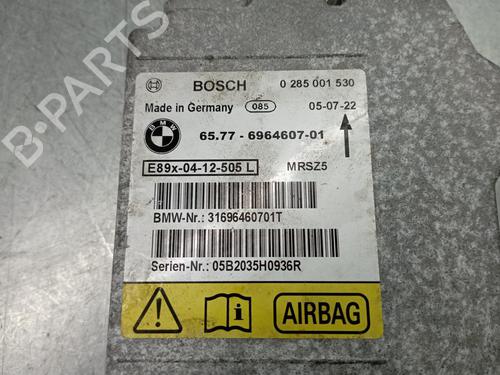 BOSCH 0 285 001 530
Made in Germany 085 05-07-22
BMW 65.77 - 6964607-01
E89x-04-12-505 L MRSZ5
BMW-Nr.: 31696460701T
Serien-Nr.: 05B2035H0936R
AIRBAG
B-PARTS